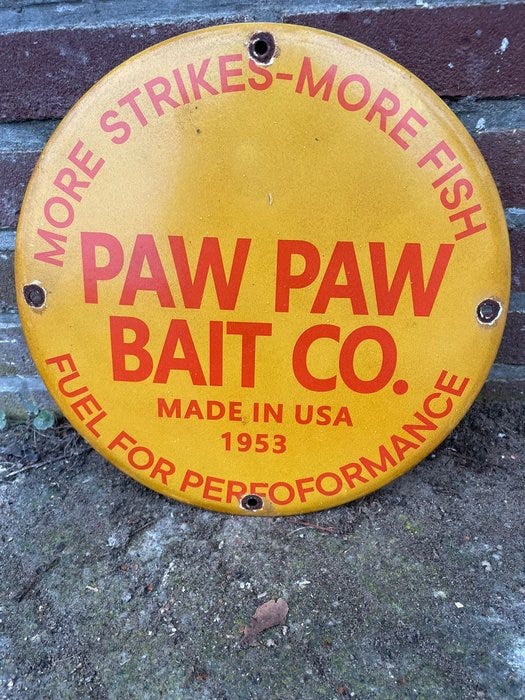 MORE STRIKES-MORE FISH
PAW PAW
BAIT CO.
MADE IN USA
1953
FUEL FOR PERFOFORMANCE